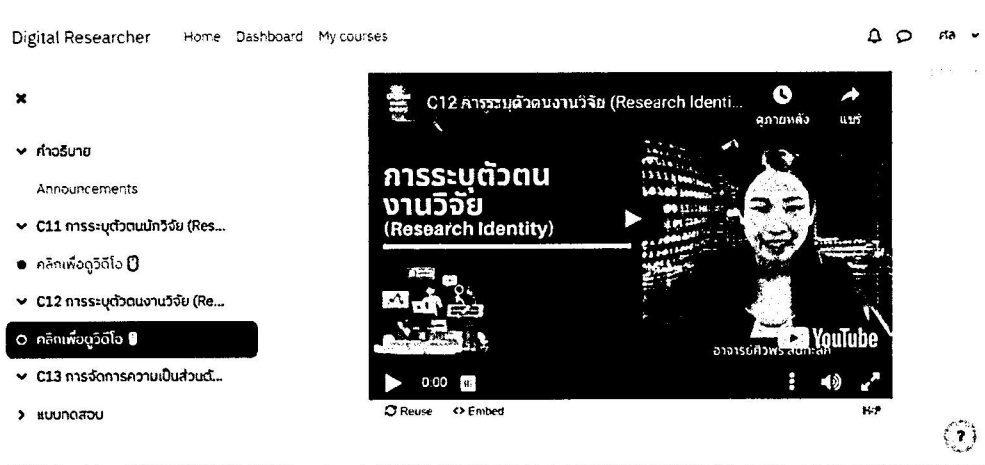 Digital Researcher Home Dashboard My courses ศล
คำอธิบาย
Announcements
C11 การระบุตัวตนนักวิจัย (Res...
คลิกเพื่อดูวิดีโอ
C12 การระบุตัวตนงานวิจัย (Re...
คลิกเพื่อดูวิดีโอ
C13 การจัดการความเป็นส่วนตั...
แบบทดสอบ
C12 การระบุตัวตนงานวิจัย (Research Identi...
ดูภายหลัง แชร์
การระบุตัวตน
งานวิจัย
(Research Identity)
YouTube
0:00
Reuse <> Embed H-P
?